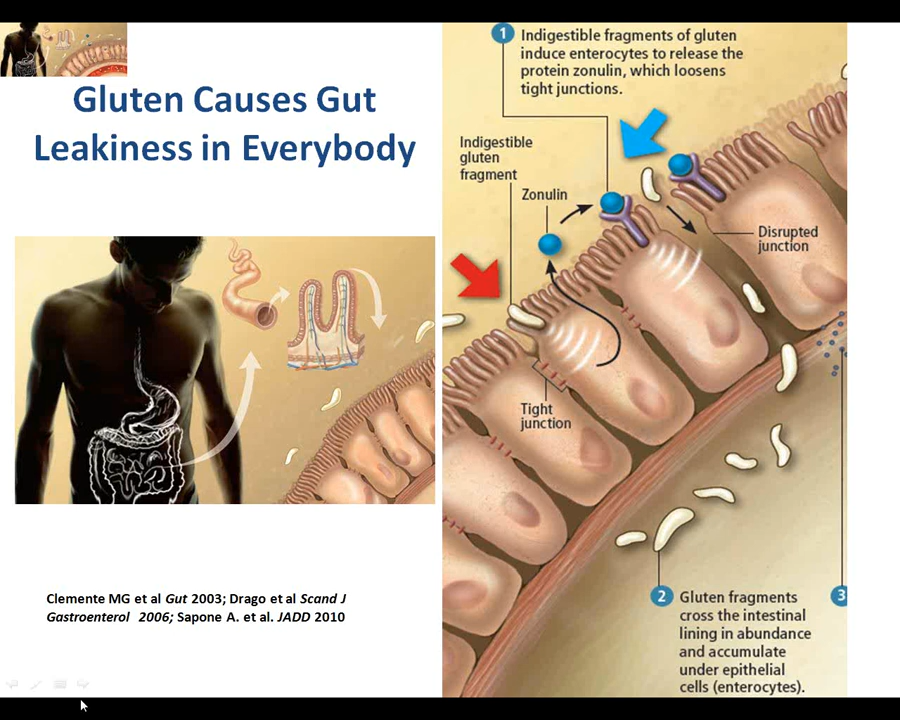 Gluten Causes Gut
Leakiness in Everybody
Clemente MG et al Gut 2003; Drago et al Scand J
Gastroenterol 2006; Sapone A. et al. JADD 2010
1 Indigestible fragments of gluten
induce enterocytes to release the
protein zonulin, which loosens
tight junctions.
Indigestible
gluten
fragment
Zonulin
Disrupted
junction
Tight
junction
2 Gluten fragments
cross the intestinal
lining in abundance
and accumulate
under epithelial
cells (enterocytes).
3